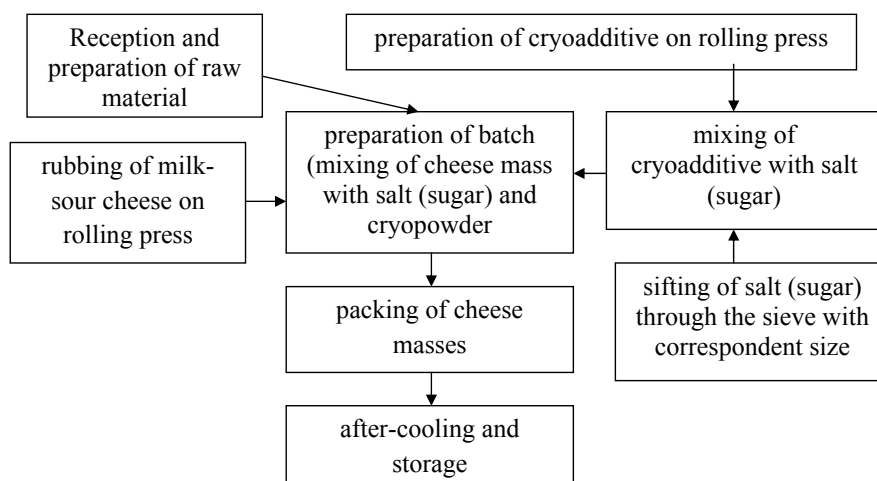 Reception and
preparation of raw
material
preparation of cryoadditive on rolling press
rubbing of milk-
sour cheese on
rolling press
preparation of batch
(mixing of cheese mass
with salt (sugar) and
cryopowder
mixing of
cryoadditive with salt
(sugar)
packing of cheese
masses
sifting of salt (sugar)
through the sieve with
correspondent size
after-cooling and
storage